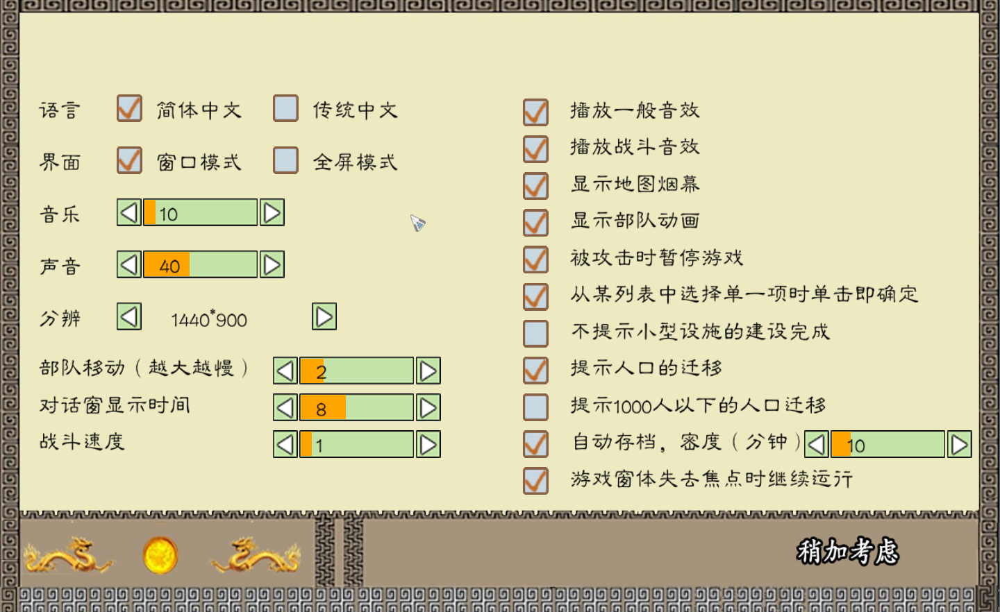 语言 简体中文 传统中文
界面 窗口模式 全屏模式
音乐 10
声音 40
分辨 1440*900
部队移动（越大越慢） 2
对话窗显示时间 8
战斗速度 1
播放一般音效
播放战斗音效
显示地图烟幕
显示部队动画
被攻击时暂停游戏
从某列表中选择单一项时单击即确定
不提示小型设施的建设完成
提示人口的迁移
提示1000人以下的人口迁移
自动存档，密度（分钟） 10
游戏窗体失去焦点时继续运行
稍加考虑